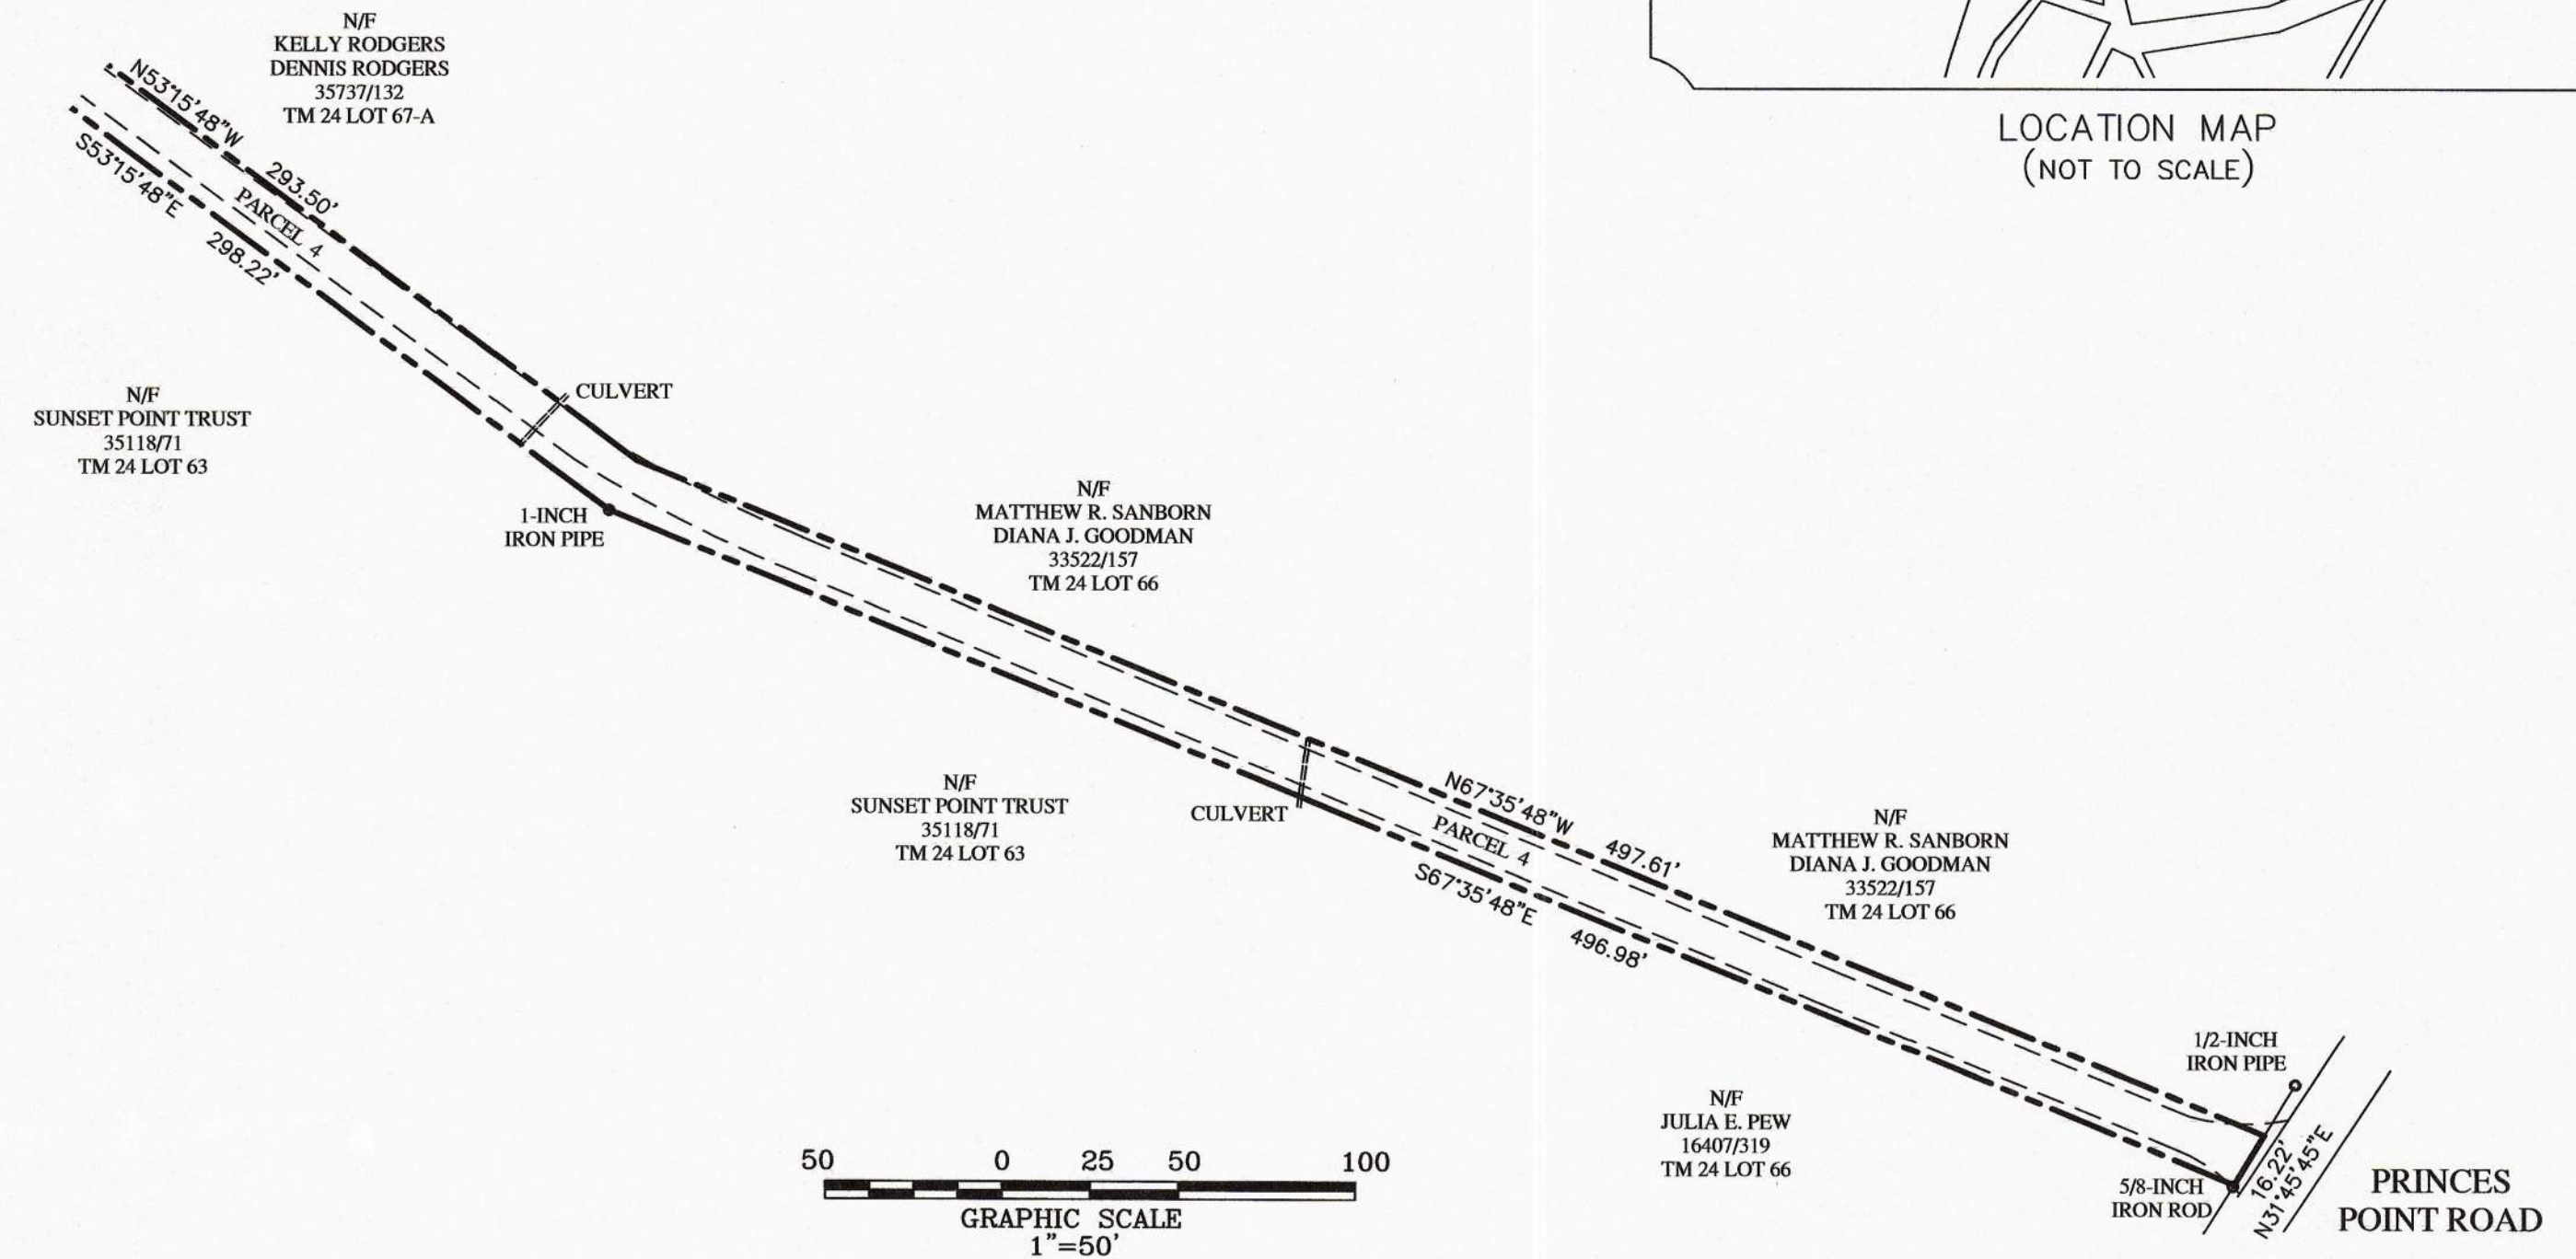 N/F
KELLY RODGERS
DENNIS RODGERS
35737/132
TM 24 LOT 67-A
N53°15'48"W 293.50'
PARCEL 4
S53°15'48"E 298.22'
LOCATION MAP
(NOT TO SCALE)
N/F
SUNSET POINT TRUST
35118/71
TM 24 LOT 63
CULVERT
1-INCH
IRON PIPE
N/F
MATTHEW R. SANBORN
DIANA J. GOODMAN
33522/157
TM 24 LOT 66
N/F
SUNSET POINT TRUST
35118/71
TM 24 LOT 63
CULVERT
N67°35'48"W 497.61'
PARCEL 4
S67°35'48"E 496.98'
N/F
MATTHEW R. SANBORN
DIANA J. GOODMAN
33522/157
TM 24 LOT 66
1/2-INCH
IRON PIPE
N/F
JULIA E. PEW
16407/319
TM 24 LOT 66
5/8-INCH
IRON ROD
16.22'
N31°45'45"E
PRINCES
POINT ROAD
50 0 25 50 100
GRAPHIC SCALE
1"=50'